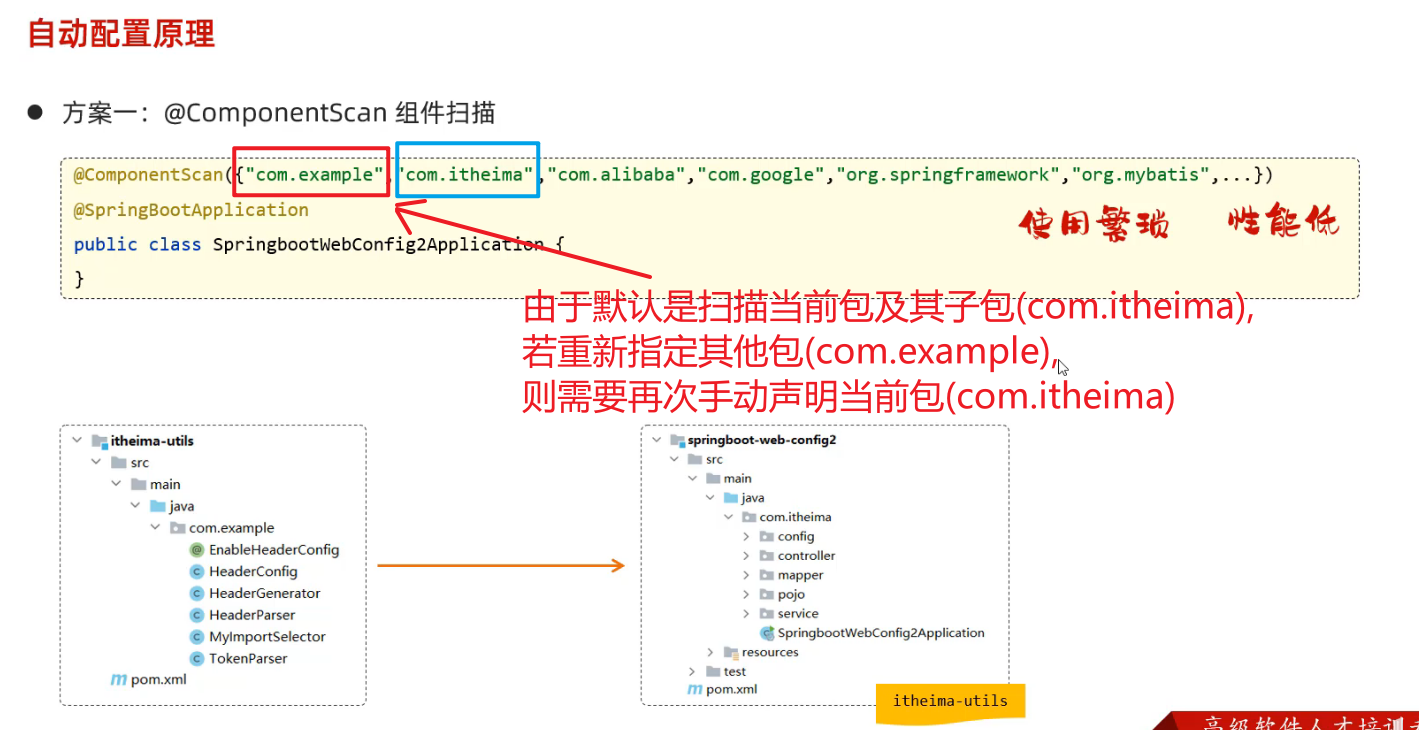 自动配置原理
● 方案一：@ComponentScan 组件扫描
@ComponentScan({"com.example","com.itheima","com.alibaba","com.google","org.springframework","org.mybatis",...})
@SpringBootApplication
public class SpringbootWebConfig2Application {
}
使用繁琐 性能低
由于默认是扫描当前包及其子包(com.itheima),
若重新指定其他包(com.example),
则需要再次手动声明当前包(com.itheima)
itheima-utils
src
main
java
com.example
EnableHeaderConfig
HeaderConfig
HeaderGenerator
HeaderParser
MyImportSelector
TokenParser
pom.xml
springboot-web-config2
src
main
java
com.itheima
config
controller
mapper
pojo
service
SpringbootWebConfig2Application
resources
test
pom.xml
itheima-utils
高级软件人才培训